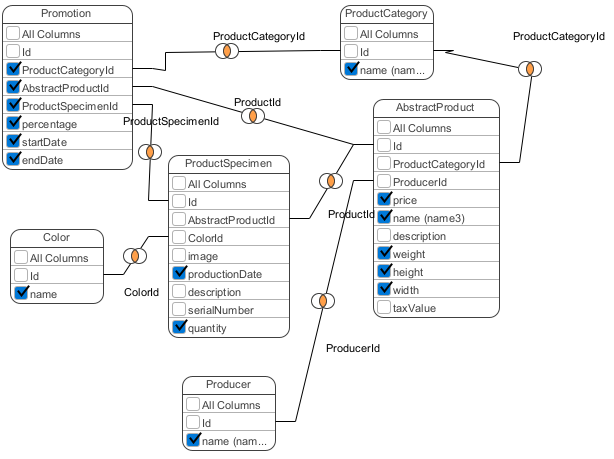 Promotion
All Columns
Id
ProductCategoryId
AbstractProductId
ProductSpecimenId
percentage
startDate
endDate
ProductCategoryId
ProductCategory
All Columns
Id
name (nam...
ProductCategoryId
ProductId
ProductSpecimenId
AbstractProduct
All Columns
Id
ProductCategoryId
ProducerId
price
name (name3)
description
weight
height
width
taxValue
ProductSpecimen
All Columns
Id
AbstractProductId
ColorId
image
productionDate
description
serialNumber
quantity
ProductId
Color
All Columns
Id
name
ColorId
ProducerId
Producer
All Columns
Id
name (nam...